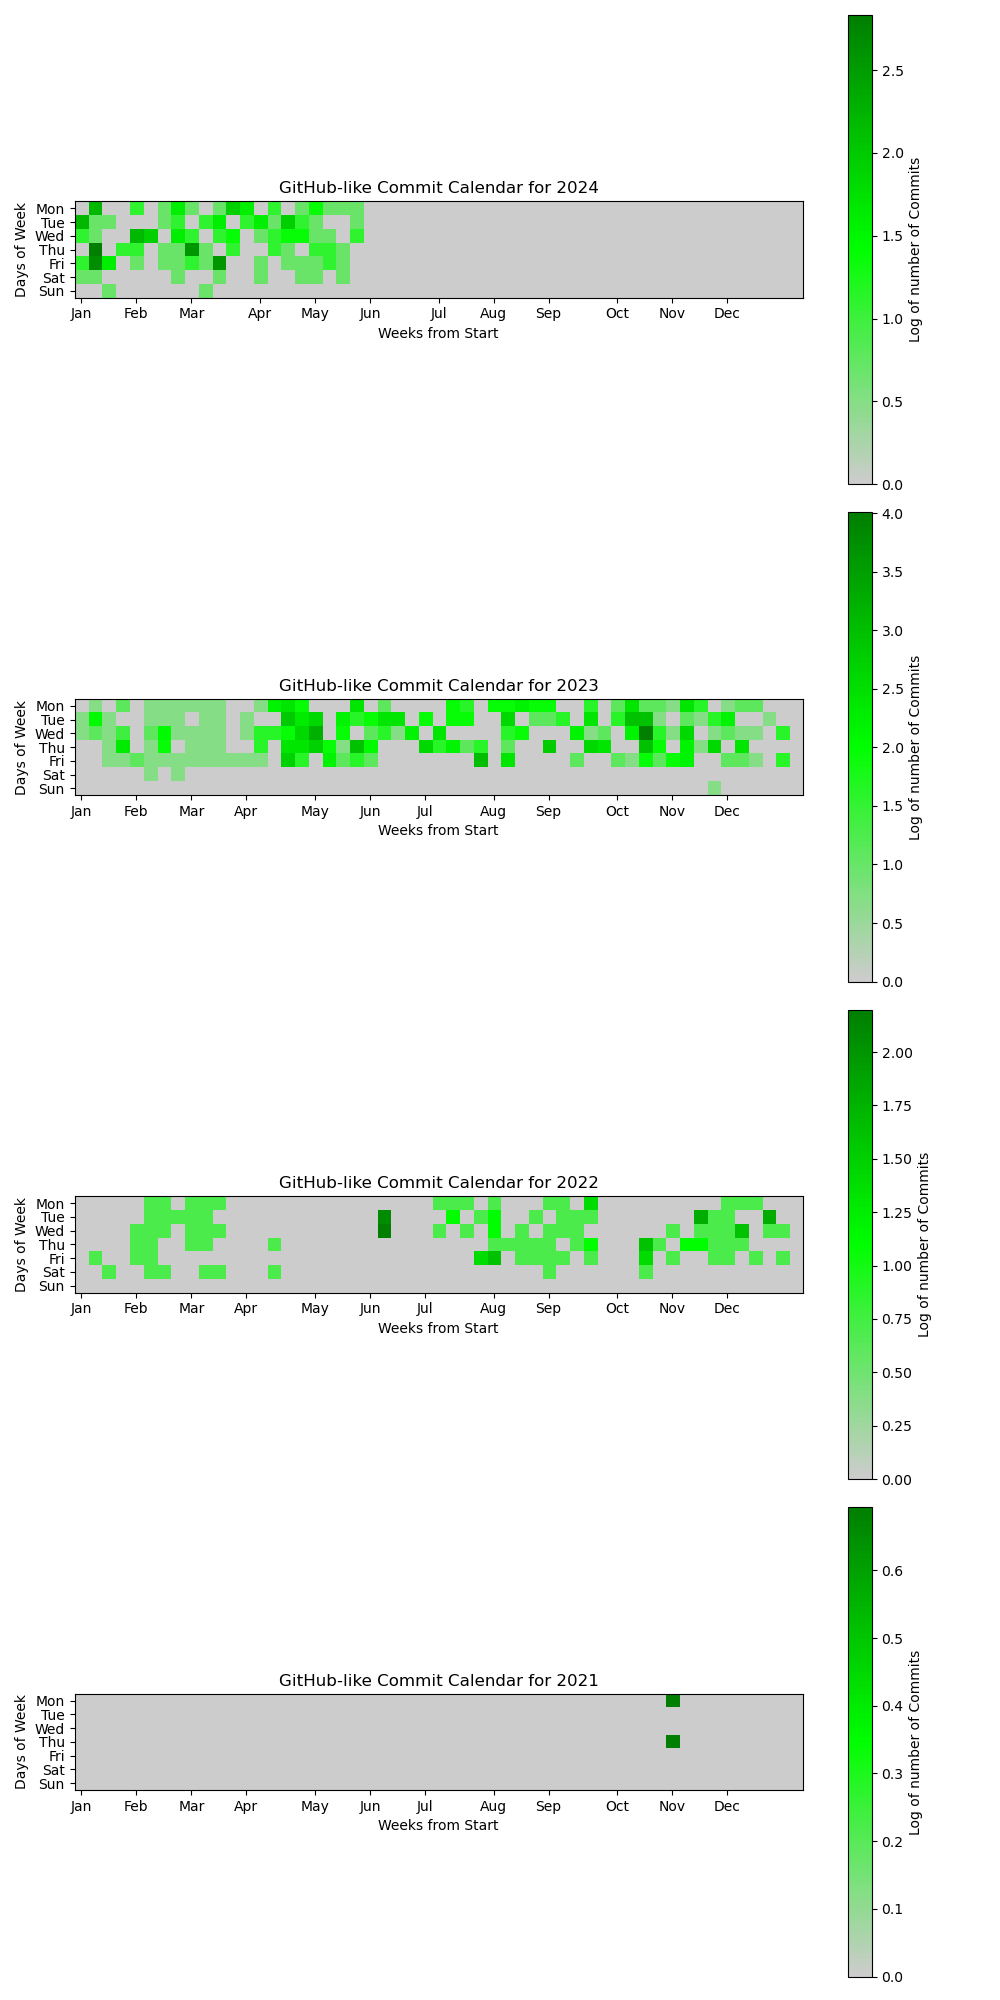 GitHub-like Commit Calendar for 2024
Days of Week
Mon
Tue
Wed
Thu
Fri
Sat
Sun
Jan Feb Mar Apr May Jun Jul Aug Sep Oct Nov Dec
Weeks from Start
2.5
2.0
1.5
1.0
0.5
0.0
Log of number of Commits
GitHub-like Commit Calendar for 2023
Days of Week
Mon
Tue
Wed
Thu
Fri
Sat
Sun
Jan Feb Mar Apr May Jun Jul Aug Sep Oct Nov Dec
Weeks from Start
4.0
3.5
3.0
2.5
2.0
1.5
1.0
0.5
0.0
Log of number of Commits
GitHub-like Commit Calendar for 2022
Days of Week
Mon
Tue
Wed
Thu
Fri
Sat
Sun
Jan Feb Mar Apr May Jun Jul Aug Sep Oct Nov Dec
Weeks from Start
2.00
1.75
1.50
1.25
1.00
0.75
0.50
0.25
0.00
Log of number of Commits
GitHub-like Commit Calendar for 2021
Days of Week
Mon
Tue
Wed
Thu
Fri
Sat
Sun
Jan Feb Mar Apr May Jun Jul Aug Sep Oct Nov Dec
Weeks from Start
0.6
0.5
0.4
0.3
0.2
0.1
0.0
Log of number of Commits